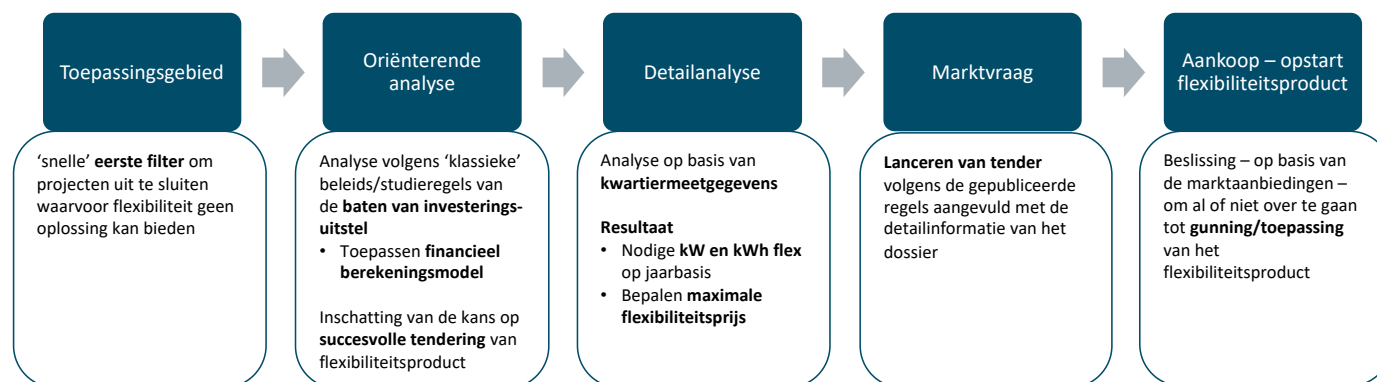 Toepassingsgebied
'snelle' eerste filter om
projecten uit te sluiten
waarvoor flexibiliteit geen
oplossing kan bieden
Oriënterende
analyse
Analyse volgens 'klassieke'
beleids/studieregels van
de baten van investerings-
uitstel
• Toepassen financieel
berekeningsmodel
Inschatting van de kans op
succesvolle tendering van
flexibiliteitsproduct
Detailanalyse
Analyse op basis van
kwartiermeetgegevens
Resultaat
• Nodige kW en kWh flex
op jaarbasis
• Bepalen maximale
flexibiliteitsprijs
Marktvraag
Lanceren van tender
volgens de gepubliceerde
regels aangevuld met de
detailinformatie van het
dossier
Aankoop – opstart
flexibiliteitsproduct
Beslissing – op basis van
de marktaanbiedingen –
om al of niet over te gaan
tot gunning/toepassing
van het
flexibiliteitsproduct